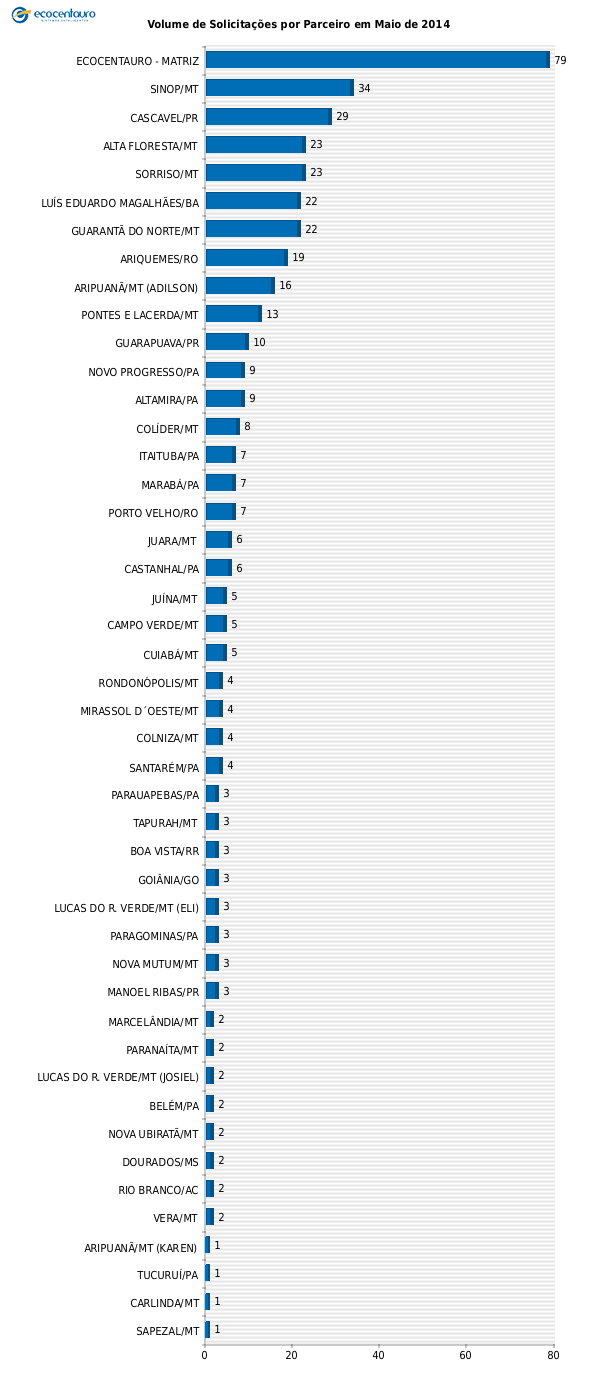 ecocentauro
Volume de Solicitações por Parceiro em Maio de 2014
ECOCENTAURO - MATRIZ 79
SINOP/MT 34
CASCAVEL/PR 29
ALTA FLORESTA/MT 23
SORRISO/MT 23
LUÍS EDUARDO MAGALHÃES/BA 22
GUARANTÃ DO NORTE/MT 22
ARIQUEMES/RO 19
ARIPUANÃ/MT (ADILSON) 16
PONTES E LACERDA/MT 13
GUARAPUAVA/PR 10
NOVO PROGRESSO/PA 9
ALTAMIRA/PA 9
COLÍDER/MT 8
ITAITUBA/PA 7
MARABÁ/PA 7
PORTO VELHO/RO 7
JUARA/MT 6
CASTANHAL/PA 6
JUÍNA/MT 5
CAMPO VERDE/MT 5
CUIABÁ/MT 5
RONDONÓPOLIS/MT 4
MIRASSOL D´OESTE/MT 4
COLNIZA/MT 4
SANTARÉM/PA 4
PARAUAPEBAS/PA 3
TAPURAH/MT 3
BOA VISTA/RR 3
GOIÂNIA/GO 3
LUCAS DO R. VERDE/MT (ELI) 3
PARAGOMINAS/PA 3
NOVA MUTUM/MT 3
MANOEL RIBAS/PR 3
MARCELÂNDIA/MT 2
PARANAÍTA/MT 2
LUCAS DO R. VERDE/MT (JOSIEL) 2
BELÉM/PA 2
NOVA UBIRATÃ/MT 2
DOURADOS/MS 2
RIO BRANCO/AC 2
VERA/MT 2
ARIPUANÃ/MT (KAREN) 1
TUCURUÍ/PA 1
CARLINDA/MT 1
SAPEZAL/MT 1
0 20 40 60 80